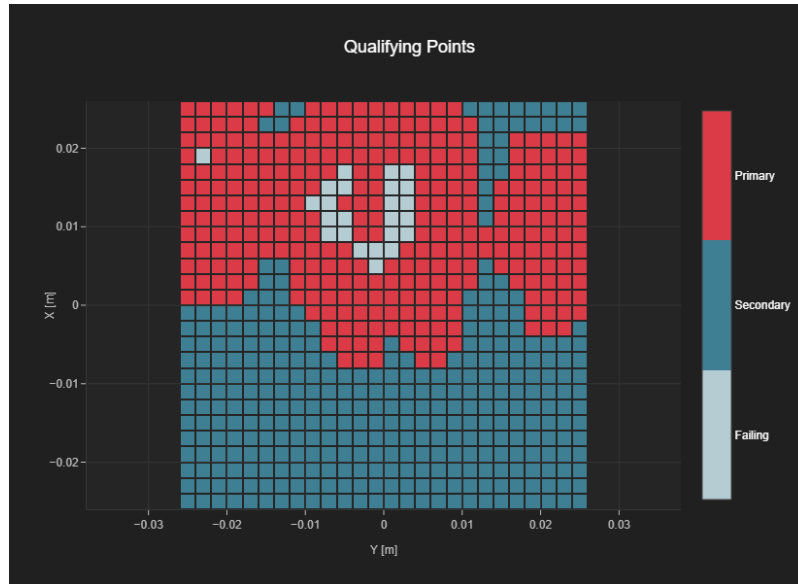 Qualifying Points
Primary
Secondary
Failing
0.02
0.01
0
−0.01
−0.02
X [m]
−0.03
−0.02
−0.01
0
0.01
0.02
0.03
Y [m]